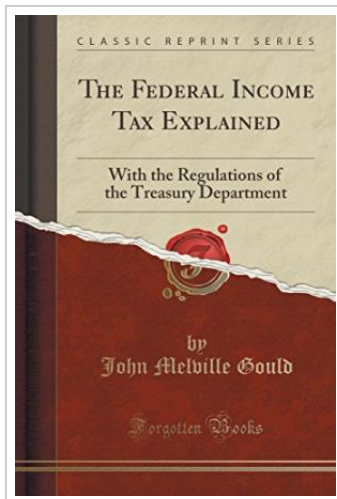 CLASSIC REPRINT SERIES
THE FEDERAL INCOME
TAX EXPLAINED
With the Regulations of
the Treasury Department
by
John Melville Gould
Forgotten Books